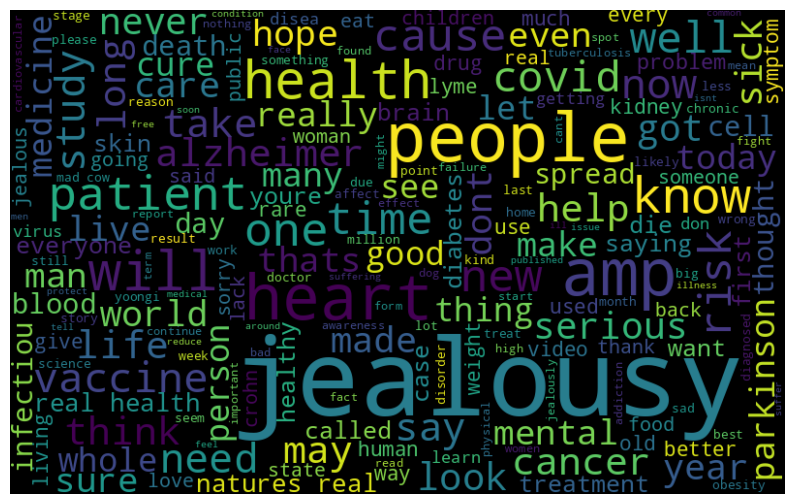 never
long
study
medicine
death
care
cure
hope
public
disea
eat
children
much
every
stage
please
condition
nothing
something
face
found
cause
even
well
spot
tuberculosis
common
mean
isnt
less
chronic
sick
symptom
cardiovascular
reason
free
soon
take
health
really
woman
drug
brain
lyme
covid
let
real
getting
problem
now
kidney
got
cell
today
likely
cant
fight
skin
going
alzheimer
said
many
youre
might
people
point
failure
see
spread
someone
last
die
don
wrong
thought
jealous
patient
virus
report
men
live
day
one
time
rare
due
affect
effect
million
good
diabetes
dont
home
use
help
know
make
saying
issue
first
risk
everyone
result
still
term
man
will
work
yoongi
medical
sorry
thats
lack
doctor
suffering
kind
dog
heart
form
new
published
start
used
month
amp
big
back
illness
diagnosed
parkinson
blood
world
story
protect
tell
give
continue
reduce
life
week
science
vaccine
infectiou
person
important
around
awareness
lot
bad
treat
thing
made
serious
high
video
thank
want
weight
disorder
case
healthy
crohn
fact
jealousy
jealously
addiction
sad
suffer
real health
seem
living
think
feel
called
say
mental
food
best
physical
women
whole
need
love
may
human
learn
state
read
way
look
cancer
old
better
year
sure
natures real
treatment
obesity
mad cow